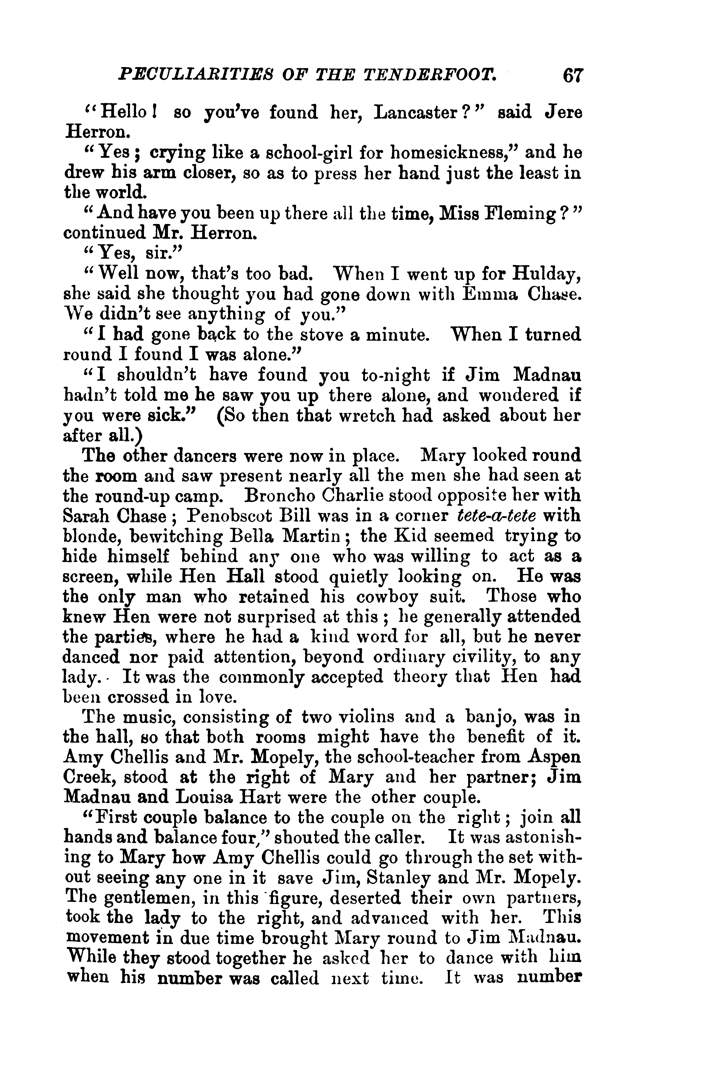 PECULIARITIES OF THE TENDERFOOT. 67
“Hello! so you've found her, Lancaster?” said Jere
Herron.
“Yes; crying like a school-girl for homesickness,” and he
drew his arm closer, so as to press her hand just the least in
the world.
“And have you been up there all the time, Miss Fleming?”
continued Mr. Herron.
“Yes, sir.”
“Well now, that's too bad. When I went up for Hulday,
she said she thought you had gone down with Emma Chase.
We didn't see anything of you.”
“I had gone back to the stove a minute. When I turned
round I found I was alone.”
“I shouldn't have found you to-night if Jim Madnau
hadn't told me he saw you up there alone, and wondered if
you were sick.” (So then that wretch had asked about her
after all.)
The other dancers were now in place. Mary looked round
the room and saw present nearly all the men she had seen at
the round-up camp. Broncho Charlie stood opposite her with
Sarah Chase; Penobscot Bill was in a corner tete-a-tete with
blonde, bewitching Bella Martin; the Kid seemed trying to
hide himself behind any one who was willing to act as a
screen, while Hen Hall stood quietly looking on. He was
the only man who retained his cowboy suit. Those who
knew Hen were not surprised at this; he generally attended
the parties, where he had a kind word for all, but he never
danced nor paid attention, beyond ordinary civility, to any
lady. It was the commonly accepted theory that Hen had
been crossed in love.
The music, consisting of two violins and a banjo, was in
the hall, so that both rooms might have the benefit of it.
Amy Chellis and Mr. Mopely, the school-teacher from Aspen
Creek, stood at the right of Mary and her partner; Jim
Madnau and Louisa Hart were the other couple.
“First couple balance to the couple on the right; join all
hands and balance four,” shouted the caller. It was astonish-
ing to Mary how Amy Chellis could go through the set with-
out seeing any one in it save Jim, Stanley and Mr. Mopely.
The gentlemen, in this figure, deserted their own partners,
took the lady to the right, and advanced with her. This
movement in due time brought Mary round to Jim Madnau.
While they stood together he asked her to dance with him
when his number was called next time. It was number